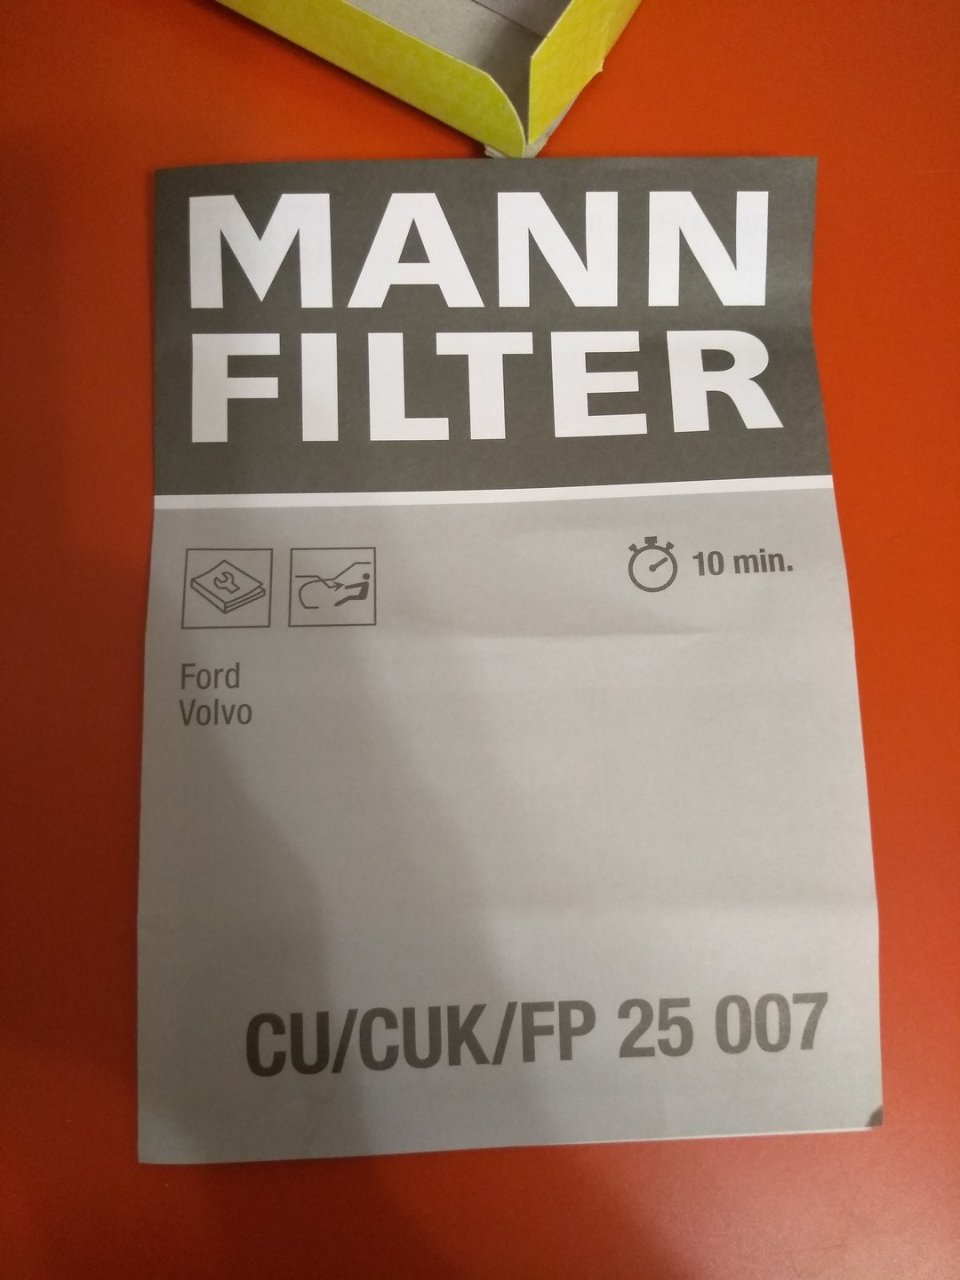 MANN
FILTER
10 min.
Ford
Volvo
CU/CUK/FP 25 007